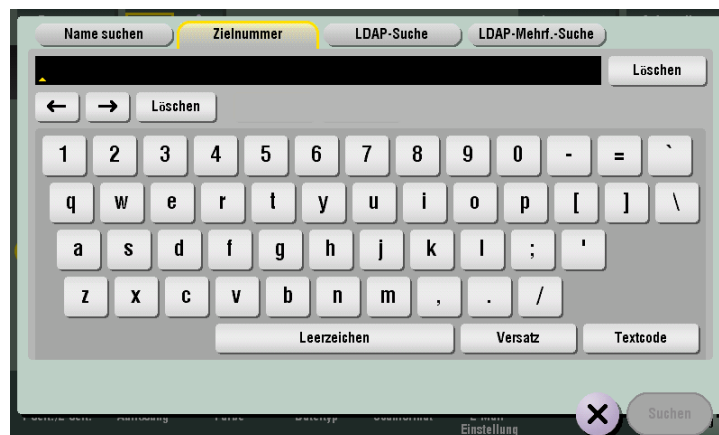 Name suchen Zielnummer LDAP-Suche LDAP-Mehrf.-Suche
Löschen
← → Löschen
1 2 3 4 5 6 7 8 9 0 - = `
q w e r t y u i o p [ ] \
a s d f g h j k l ; '
z x c v b n m , . /
Leerzeichen Versatz Textcode
Suchen
Einstellung